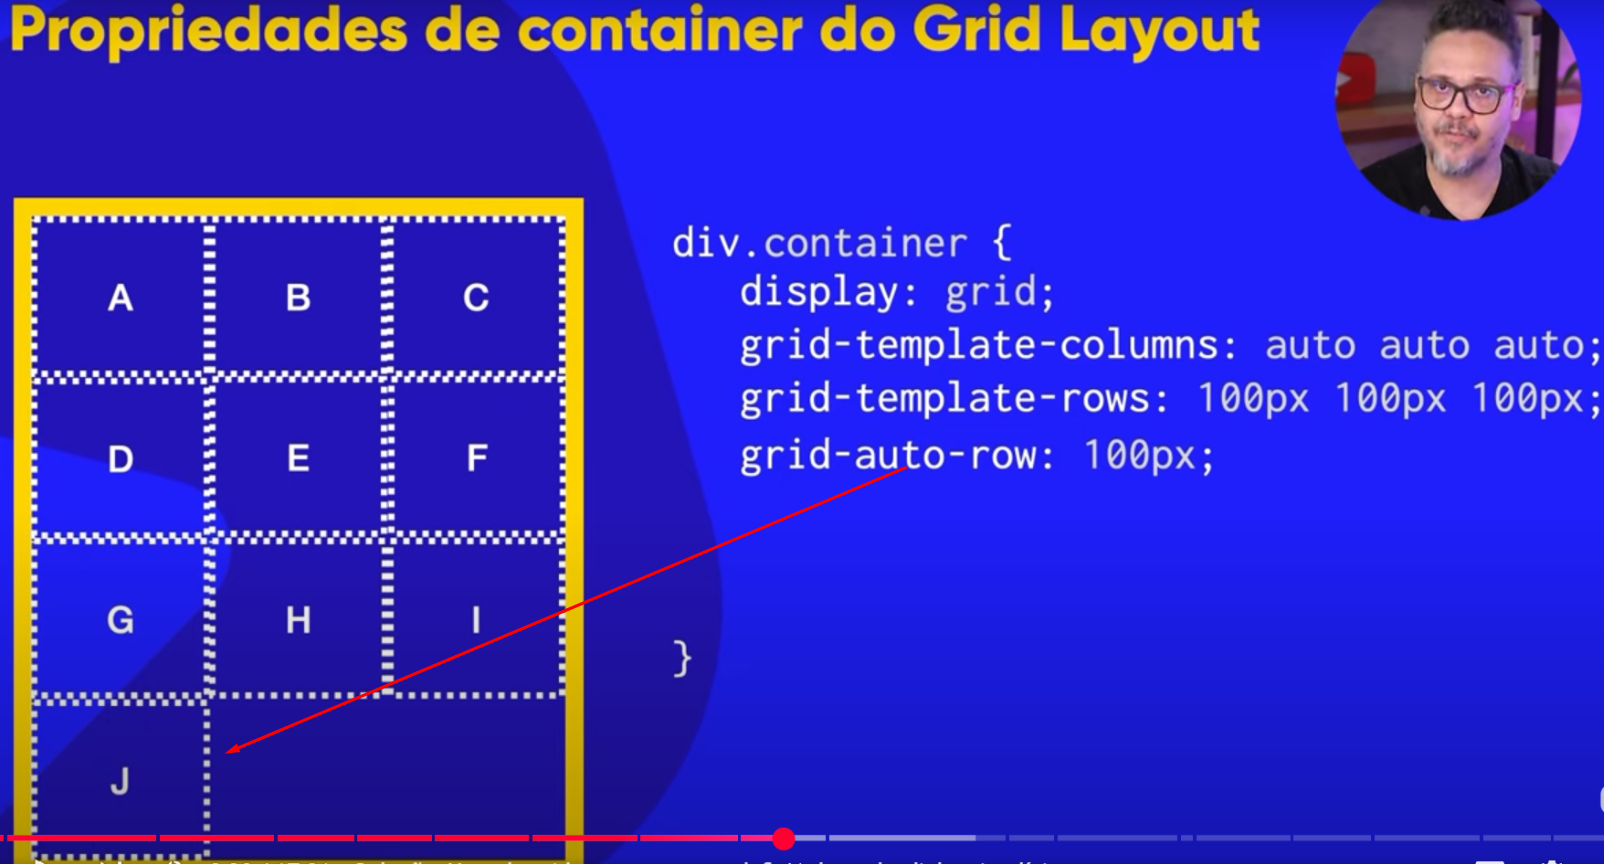 Propriedades de container do Grid Layout
A B C
D E F
G H I
J
div.container {
display: grid;
grid-template-columns: auto auto auto;
grid-template-rows: 100px 100px 100px;
grid-auto-row: 100px;
}